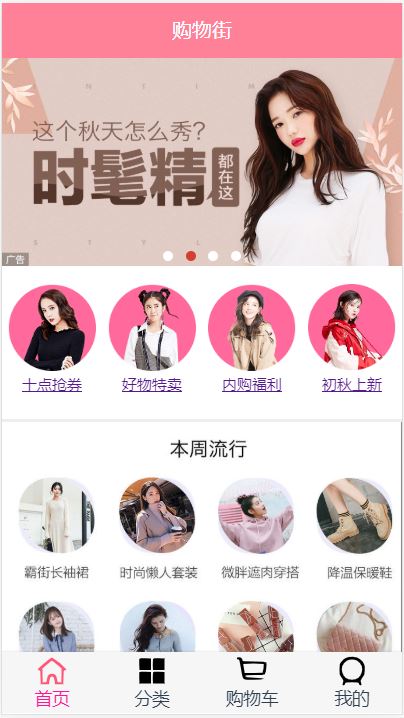 购物街
N T I M
这个秋天怎么秀?
时髦精
都在这
S T Y L
广告
十点抢券 好物特卖 内购福利 初秋上新
本周流行
霸街长袖裙 时尚懒人套装 微胖遮肉穿搭 降温保暖鞋
首页 分类 购物车 我的